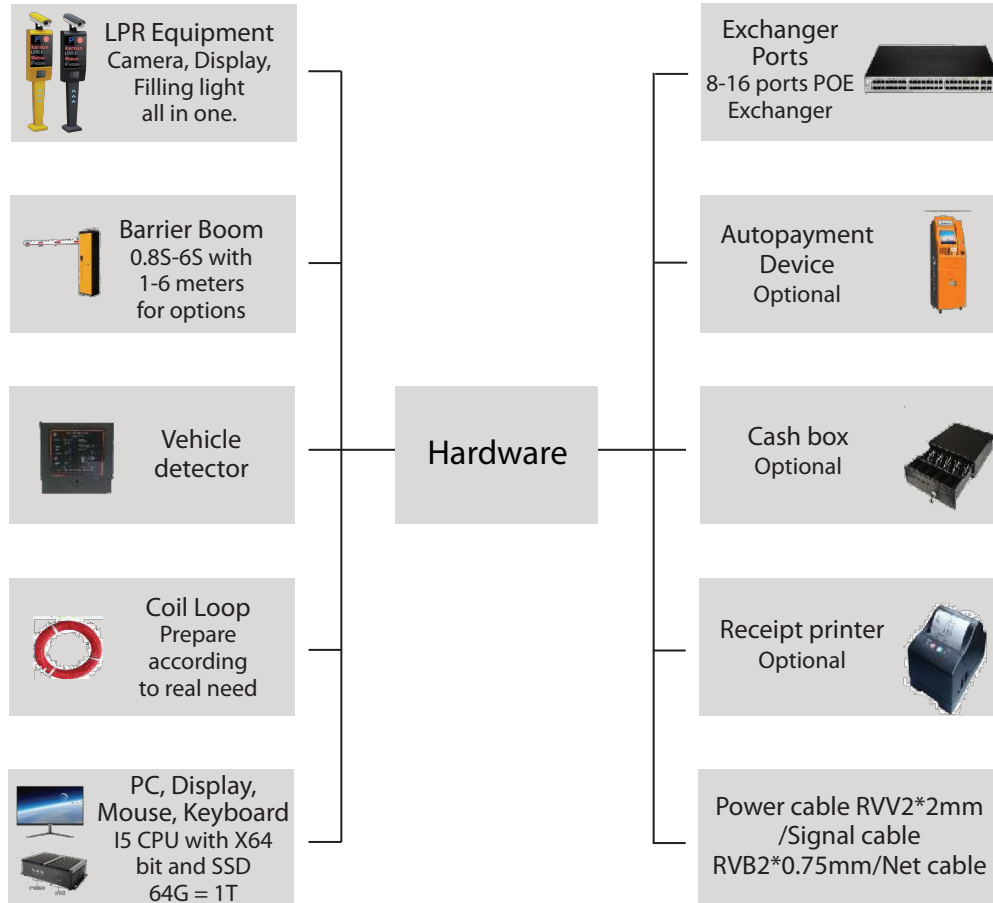 LPR Equipment
Camera, Display,
Filling light
all in one.
Barrier Boom
0.8S-6S with
1-6 meters
for options
Vehicle
detector
Coil Loop
Prepare
according
to real need
PC, Display,
Mouse, Keyboard
I5 CPU with X64
bit and SSD
64G = 1T
Hardware
Exchanger
Ports
8-16 ports POE
Exchanger
Autopayment
Device
Optional
Cash box
Optional
Receipt printer
Optional
Power cable RVV2*2mm
/Signal cable
RVB2*0.75mm/Net cable